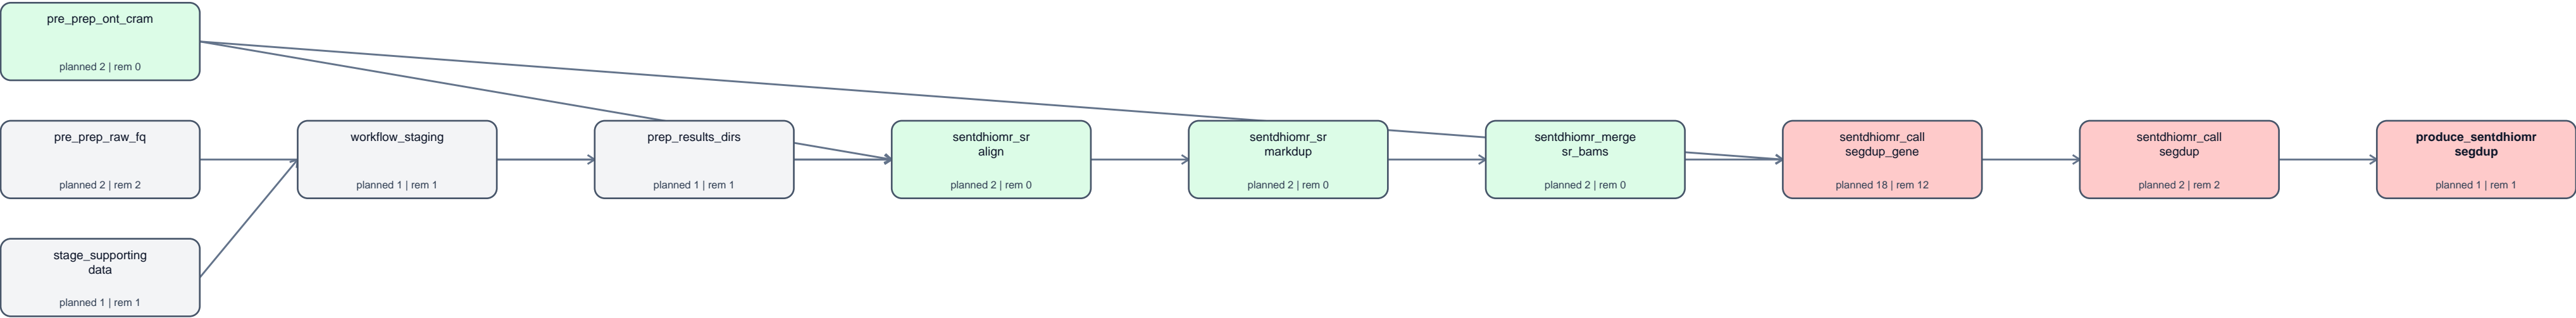 pre_prep_ont_cram
planned 2 | rem 0
pre_prep_raw_fq
planned 2 | rem 2
stage_supporting
data
planned 1 | rem 1
workflow_staging
planned 1 | rem 1
prep_results_dirs
planned 1 | rem 1
sentdhiomr_sr
align
planned 2 | rem 0
sentdhiomr_sr
markdup
planned 2 | rem 0
sentdhiomr_merge
sr_bams
planned 2 | rem 0
sentdhiomr_call
segdup_gene
planned 18 | rem 12
sentdhiomr_call
segdup
planned 2 | rem 2
produce_sentdhiomr
segdup
planned 1 | rem 1